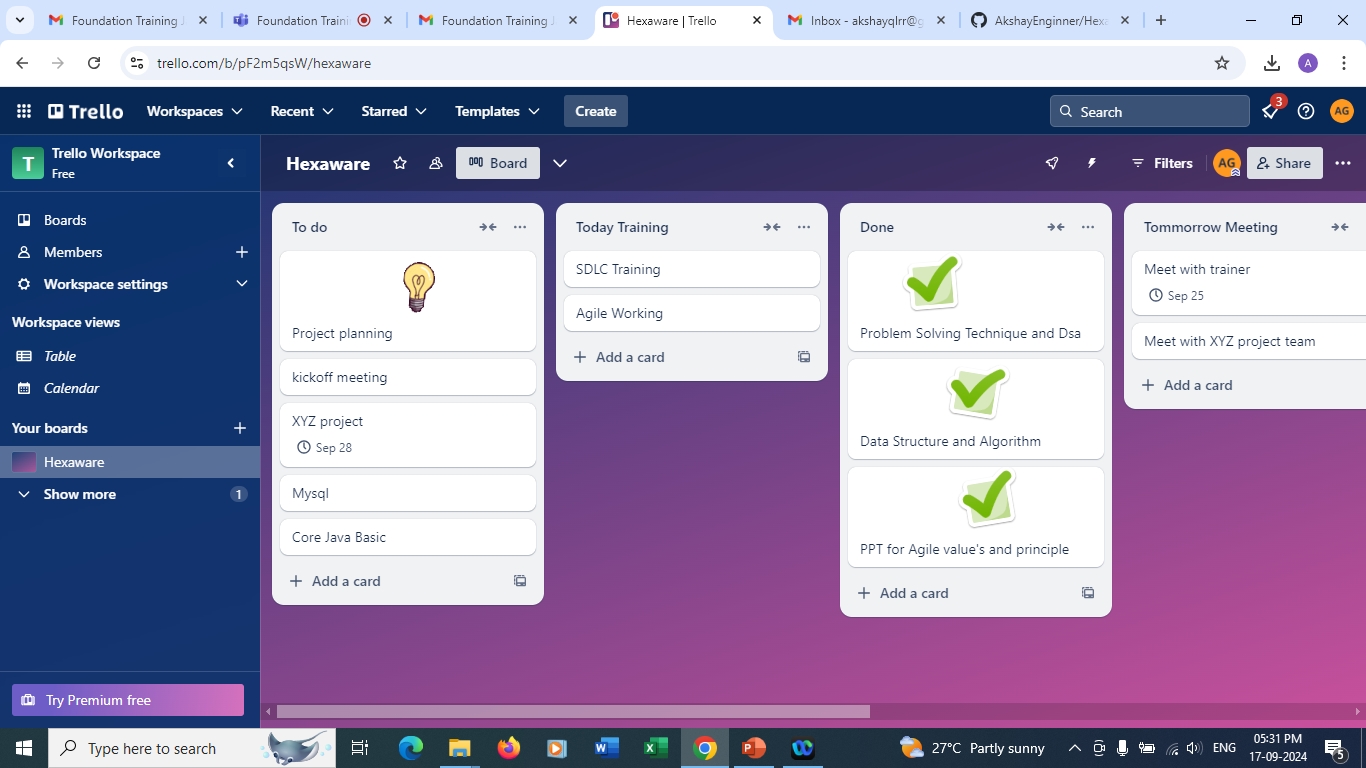 Foundation Training J
Foundation Traini
Foundation Training J
Hexaware | Trello
Inbox - akshayqlrr@g
AkshayEnginner/Hexa
trello.com/b/pF2m5qsW/hexaware
A
Trello
Workspaces
Recent
Starred
Templates
Create
Search
3
AG
T
Trello Workspace
Free
Hexaware
Board
Filters
AG
Share
Boards
Members
Workspace settings
Workspace views
Table
Calendar
Your boards
Hexaware
Show more
1
Try Premium free
To do
Project planning
kickoff meeting
XYZ project
Sep 28
Mysql
Core Java Basic
Add a card
Today Training
SDLC Training
Agile Working
Add a card
Done
Problem Solving Technique and Dsa
Data Structure and Algorithm
PPT for Agile value's and principle
Add a card
Tommorrow Meeting
Meet with trainer
Sep 25
Meet with XYZ project team
Add a card
Type here to search
27°C Partly sunny
ENG
05:31 PM
17-09-2024
5